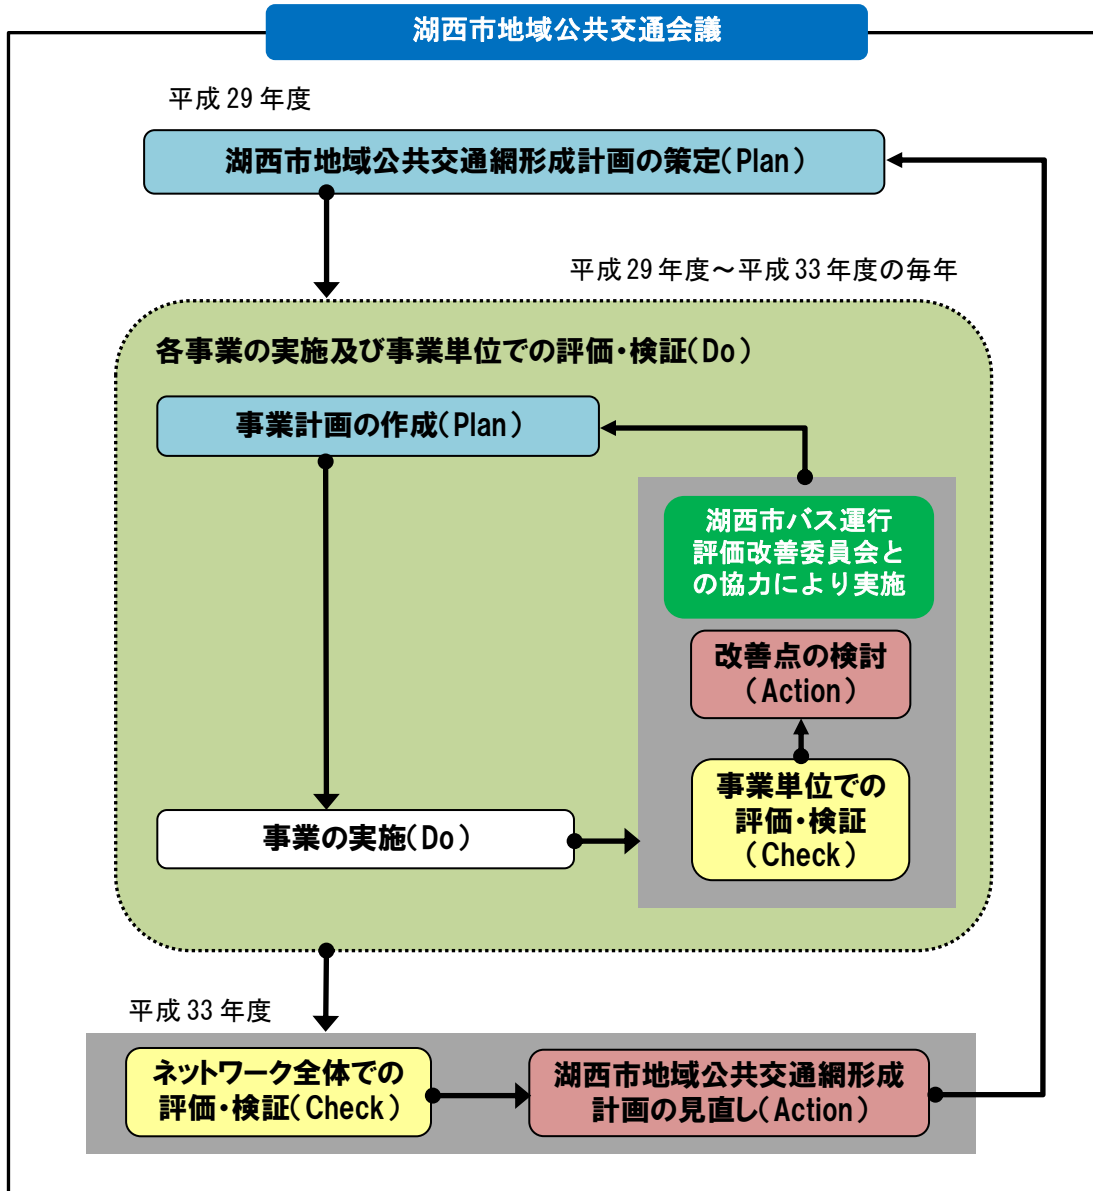 湖西市地域公共交通会議
平成 29 年度
湖西市地域公共交通網形成計画の策定(Plan)
平成 29 年度～平成 33 年度の毎年
各事業の実施及び事業単位での評価・検証(Do)
事業計画の作成(Plan)
湖西市バス運行
評価改善委員会と
の協力により実施
改善点の検討
(Action)
事業単位での
評価・検証
(Check)
事業の実施(Do)
平成 33 年度
ネットワーク全体での
評価・検証(Check)
湖西市地域公共交通網形成
計画の見直し(Action)